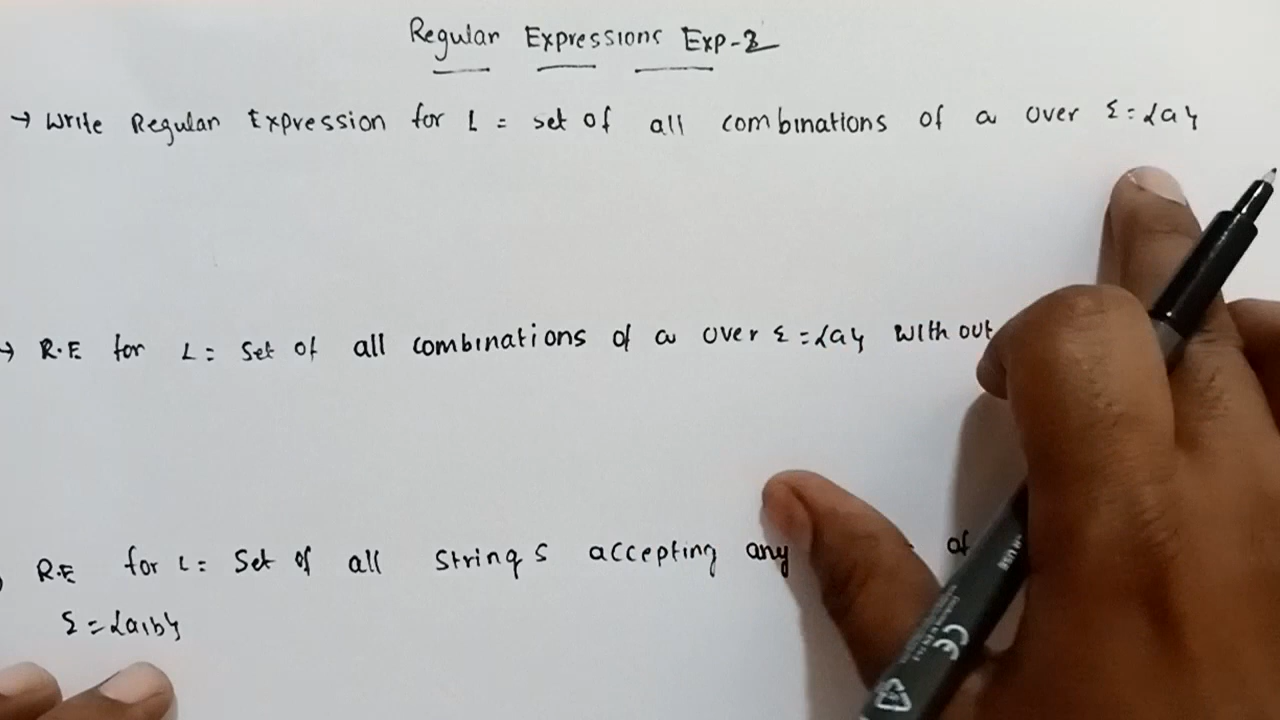 Regular Expressions Exp-2
→ Write Regular Expression for L = set of all combinations of a over Σ = {a}
→ R.E for L = Set of all combinations of a over Σ = {a} with out
R.E for L = Set of all strings accepting any of
Σ = {a,b}
CE